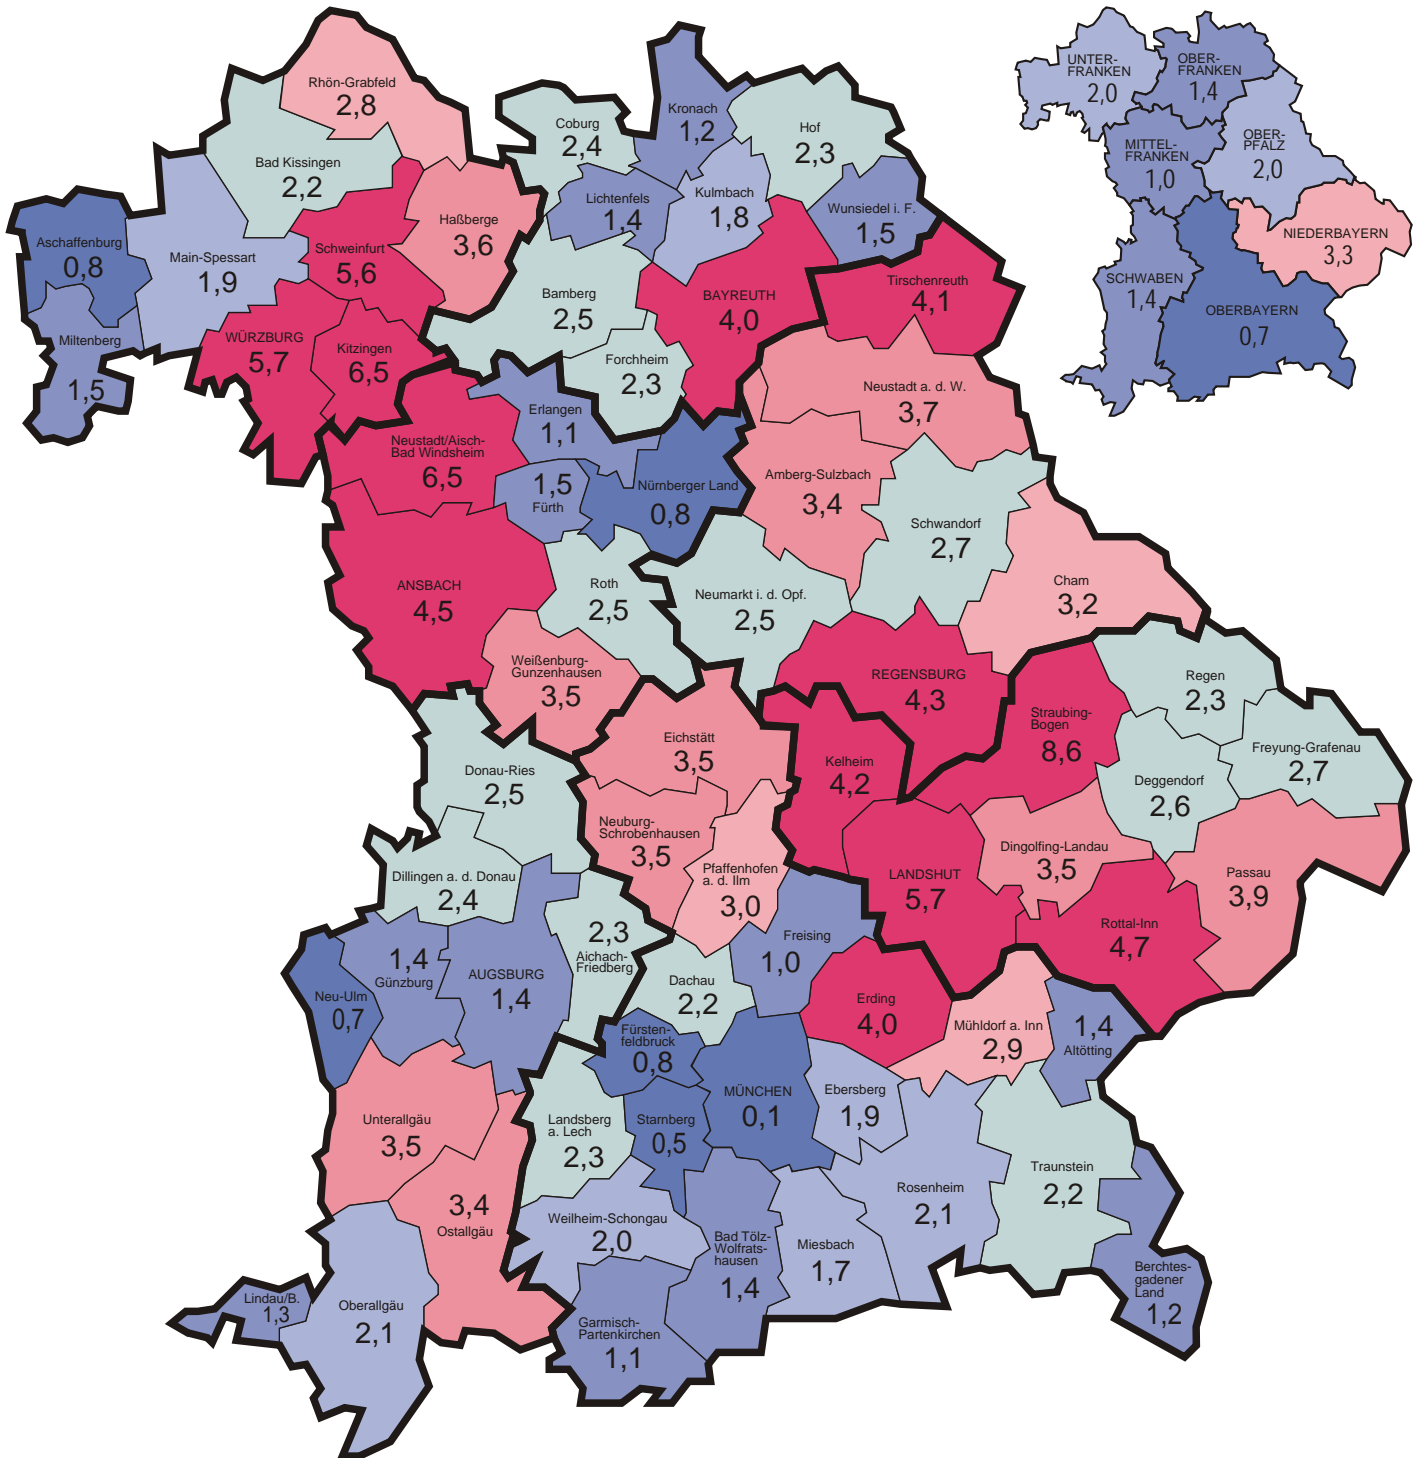 Rhön-Grabfeld
2,8
Bad Kissingen
2,2
Haßberge
3,6
Schweinfurt
5,6
Aschaffenburg
0,8
Main-Spessart
1,9
Miltenberg
1,5
WÜRZBURG
5,7
Kitzingen
6,5
Coburg
2,4
Kronach
1,2
Hof
2,3
Lichtenfels
1,4
Kulmbach
1,8
Wunsiedel i. F.
1,5
Bamberg
2,5
BAYREUTH
4,0
Forchheim
2,3
Tirschenreuth
4,1
Neustadt a. d. W.
3,7
Amberg-Sulzbach
3,4
Schwandorf
2,7
Neumarkt i. d. Opf.
2,5
Cham
3,2
REGENSBURG
4,3
Erlangen
1,1
Neustadt/Aisch-
Bad Windsheim
6,5
1,5
Fürth
Nürnberger Land
0,8
ANSBACH
4,5
Roth
2,5
Weißenburg-
Gunzenhausen
3,5
Regen
2,3
Straubing-
Bogen
8,6
Freyung-Grafenau
2,7
Deggendorf
2,6
Kelheim
4,2
Dingolfing-Landau
3,5
LANDSHUT
5,7
Passau
3,9
Rottal-Inn
4,7
Eichstätt
3,5
Neuburg-
Schrobenhausen
3,5
Pfaffenhofen
a. d. Ilm
3,0
Freising
1,0
Dachau
2,2
Erding
4,0
Mühldorf a. Inn
2,9
1,4
Altötting
Fürsten-
feldbruck
0,8
MÜNCHEN
0,1
Ebersberg
1,9
Landsberg
a. Lech
2,3
Starnberg
0,5
Traunstein
2,2
Rosenheim
2,1
Weilheim-Schongau
2,0
Bad Tölz-
Wolfrats-
hausen
1,4
Miesbach
1,7
Berchtes-
gadener
Land
1,2
Garmisch-
Partenkirchen
1,1
Donau-Ries
2,5
Dillingen a. d. Donau
2,4
2,3
Aichach-
Friedberg
1,4
Günzburg
AUGSBURG
1,4
Neu-Ulm
0,7
Unterallgäu
3,5
3,4
Ostallgäu
Lindau/B.
1,3
Oberallgäu
2,1
UNTER-
FRANKEN
2,0
OBER-
FRANKEN
1,4
MITTEL-
FRANKEN
1,0
OBER-
PFALZ
2,0
NIEDERBAYERN
3,3
SCHWABEN
1,4
OBERBAYERN
0,7